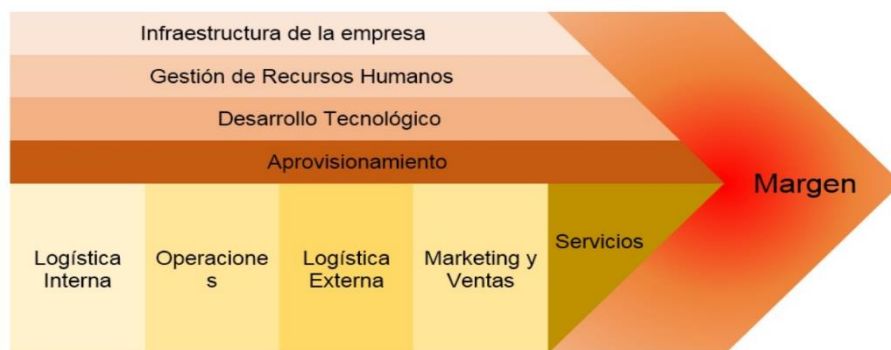 Infraestructura de la empresa
Gestión de Recursos Humanos
Desarrollo Tecnológico
Aprovisionamiento
Margen
Logística
Interna
Operacione
s
Logística
Externa
Marketing y
Ventas
Servicios